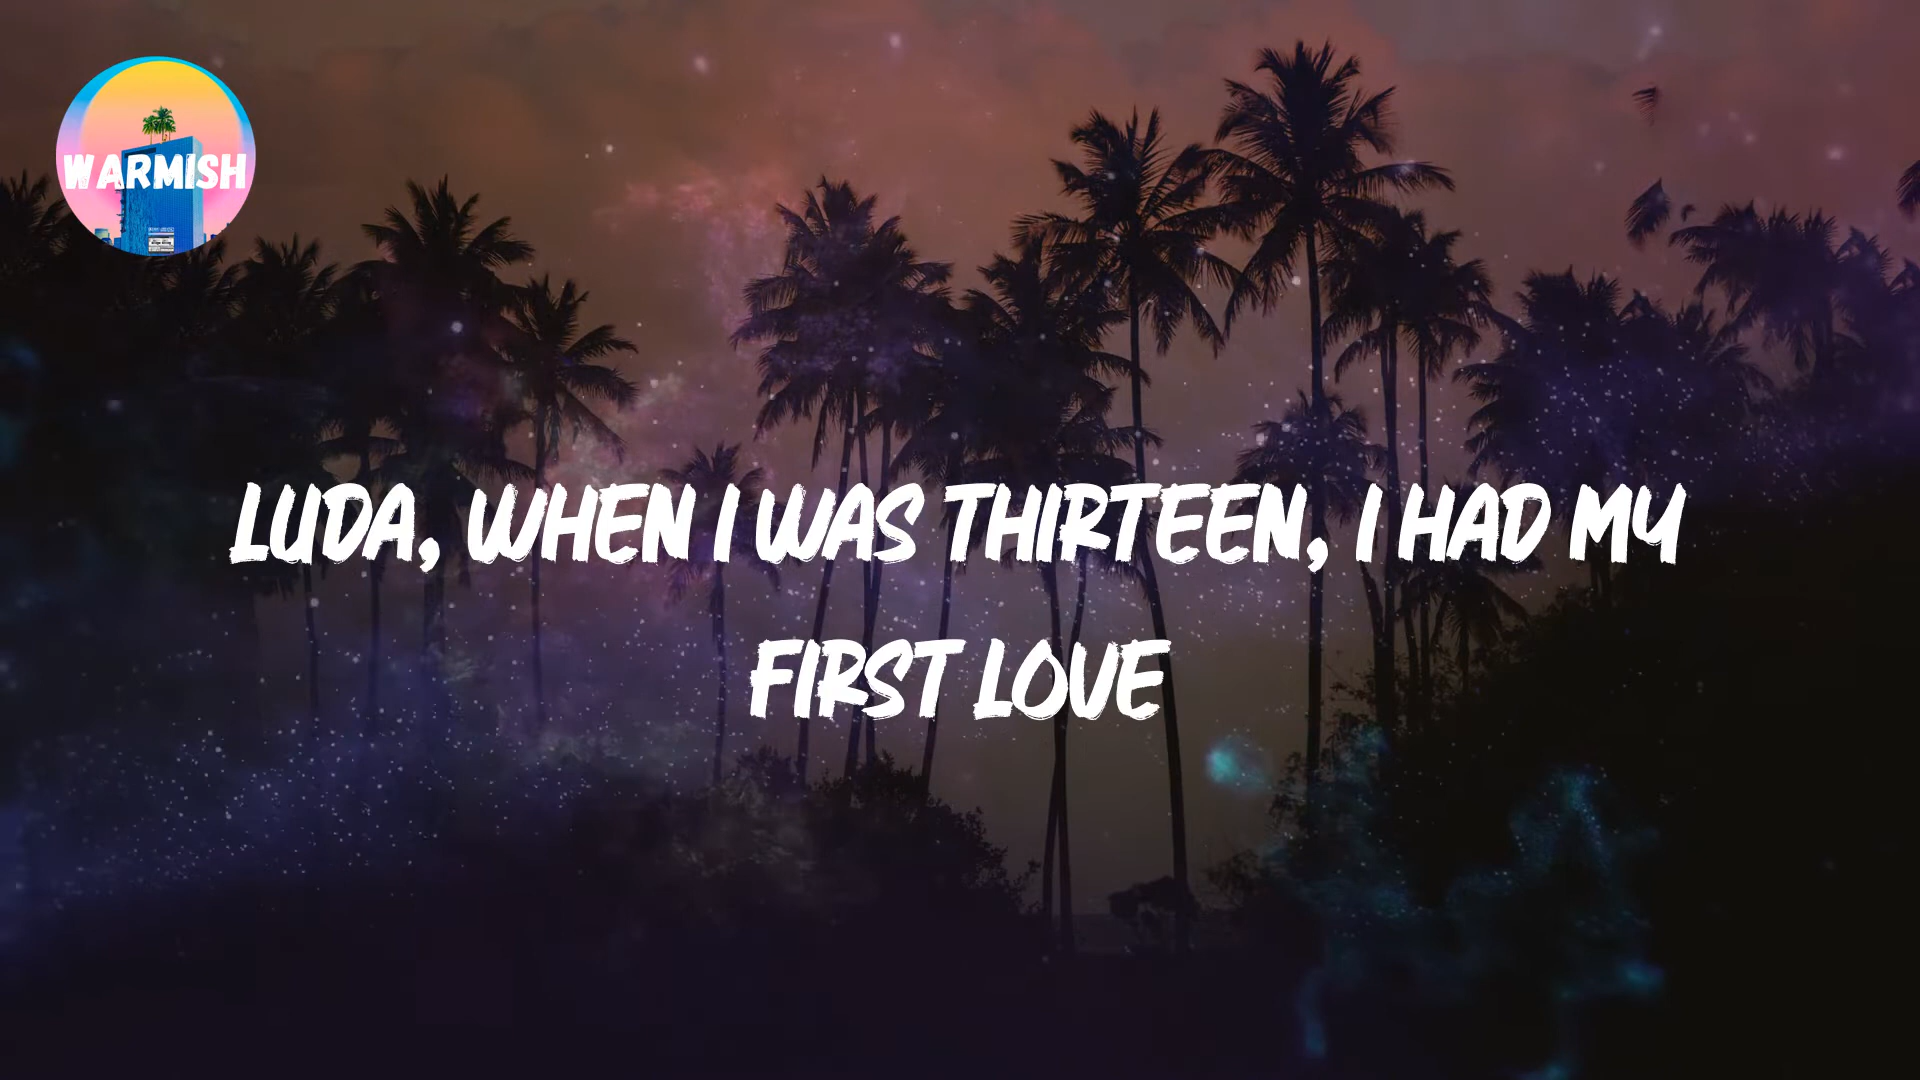 WARMISH
LUDA, WHEN I WAS THIRTEEN, I HAD MY
FIRST LOVE